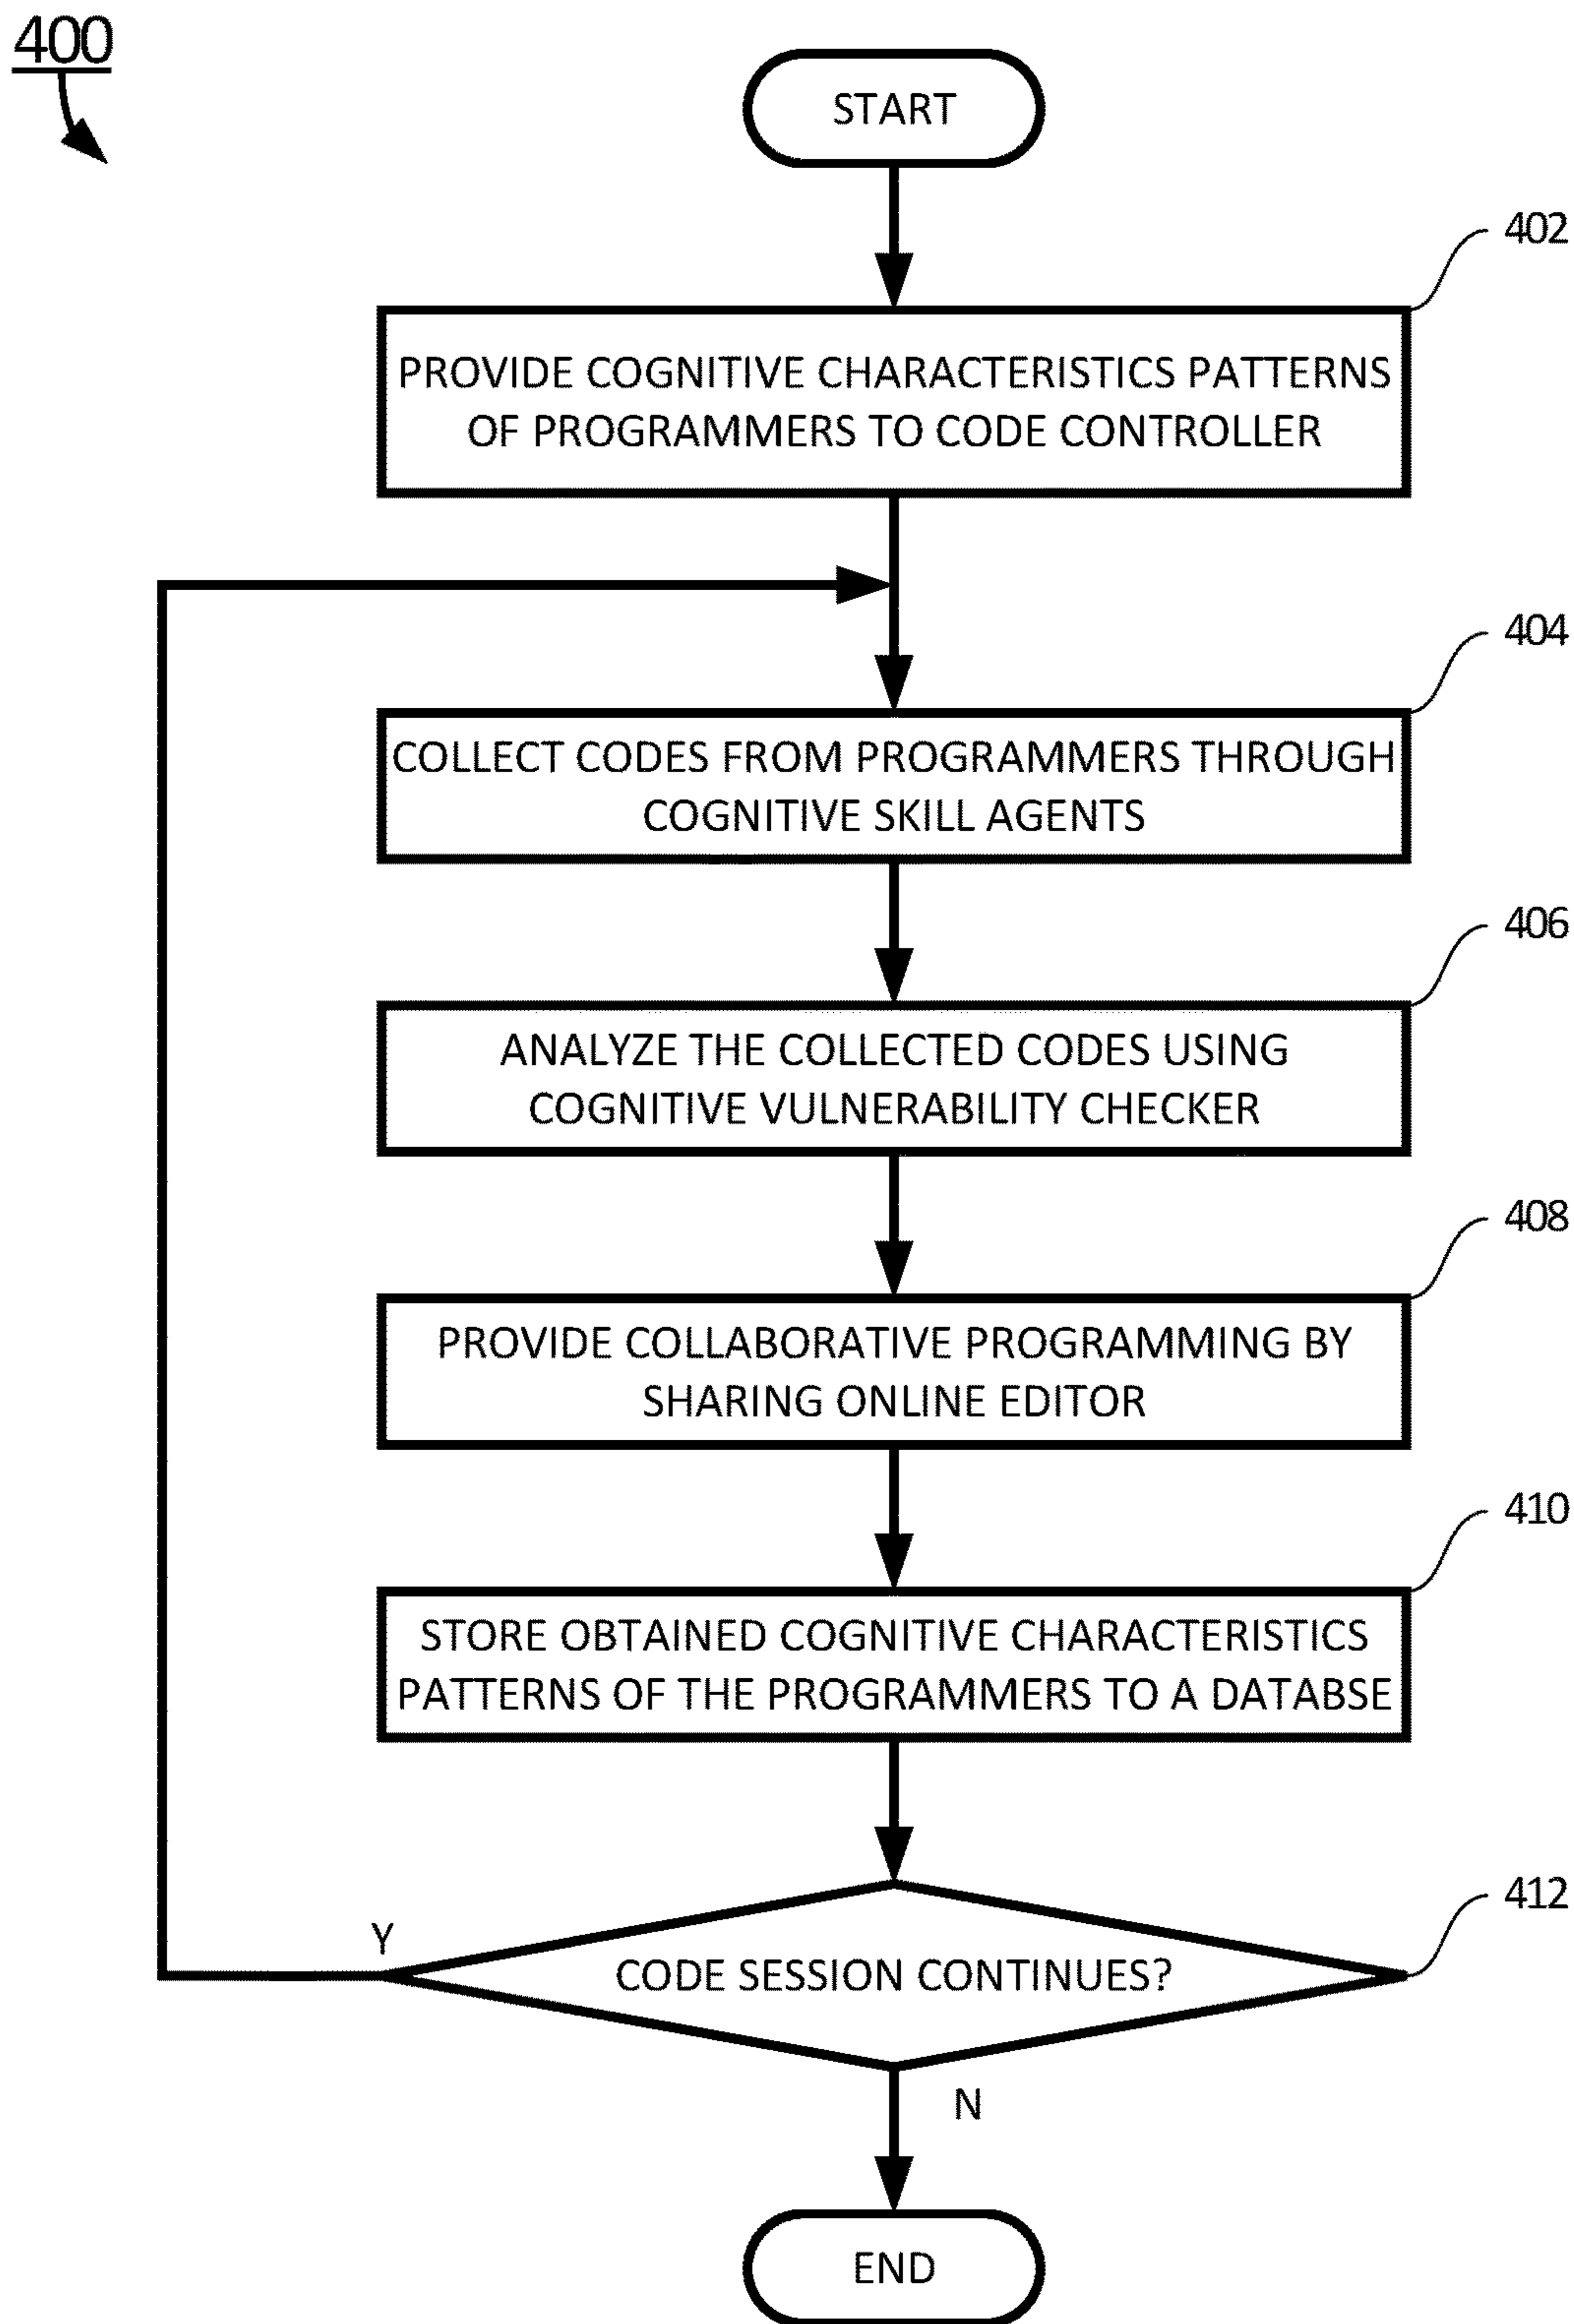 400
START
402
PROVIDE COGNITIVE CHARACTERISTICS PATTERNS
OF PROGRAMMERS TO CODE CONTROLLER
404
COLLECT CODES FROM PROGRAMMERS THROUGH
COGNITIVE SKILL AGENTS
406
ANALYZE THE COLLECTED CODES USING
COGNITIVE VULNERABILITY CHECKER
408
PROVIDE COLLABORATIVE PROGRAMMING BY
SHARING ONLINE EDITOR
410
STORE OBTAINED COGNITIVE CHARACTERISTICS
PATTERNS OF THE PROGRAMMERS TO A DATABSE
412
Y
CODE SESSION CONTINUES?
N
END